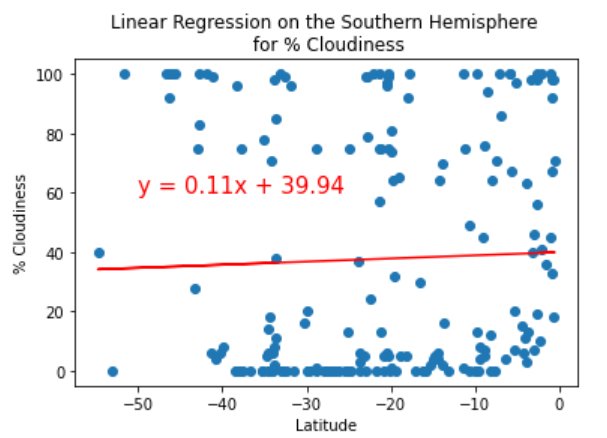 Linear Regression on the Southern Hemisphere
for % Cloudiness
100
80
60
40
20
0
% Cloudiness
y = 0.11x + 39.94
−50
−40
−30
−20
−10
0
Latitude